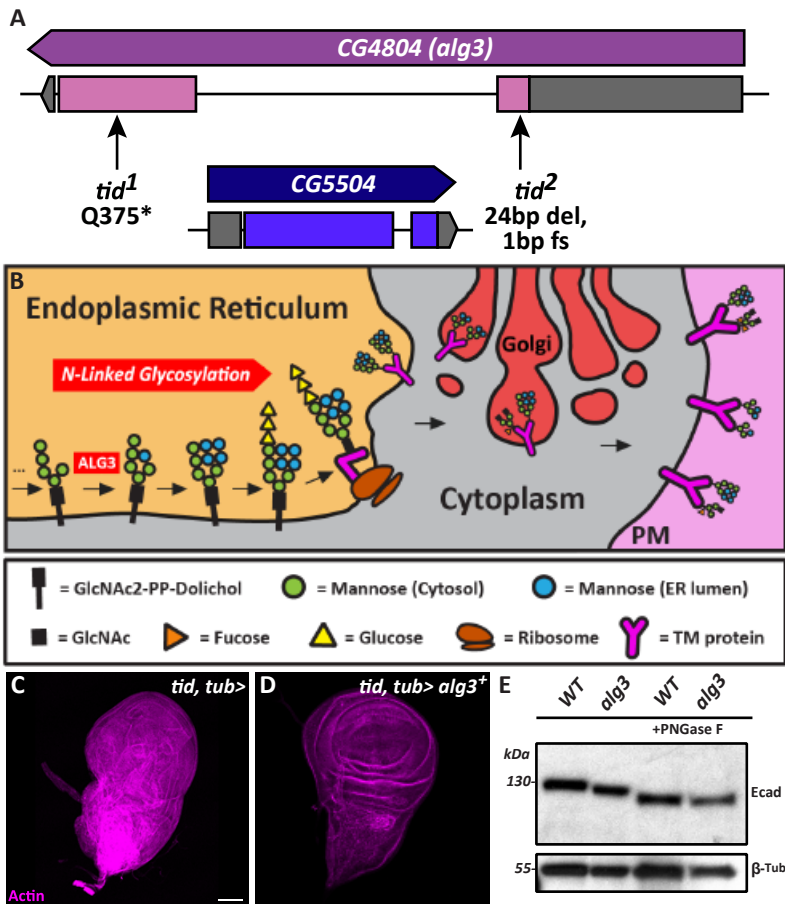 A
CG4804 (alg3)
tid1
Q375*
CG5504
tid2
24bp del,
1bp fs
B
Endoplasmic Reticulum
N-Linked Glycosylation
Golgi
...
ALG3
Cytoplasm
PM
= GlcNAc2-PP-Dolichol
= Mannose (Cytosol)
= Mannose (ER lumen)
= GlcNAc
= Fucose
= Glucose
= Ribosome
= TM protein
C
tid, tub>
Actin
D
tid, tub> alg3+
E
WT
alg3
WT
alg3
+PNGase F
kDa
130-
Ecad
55-
β-Tub